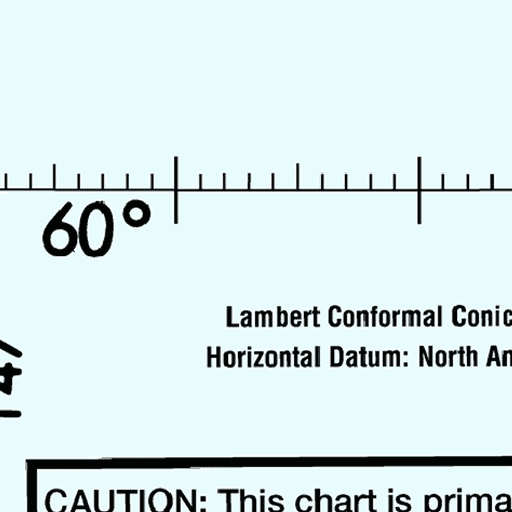 60°
Lambert Conformal Conic
Horizontal Datum: North An
CAUTION: This chart is prima